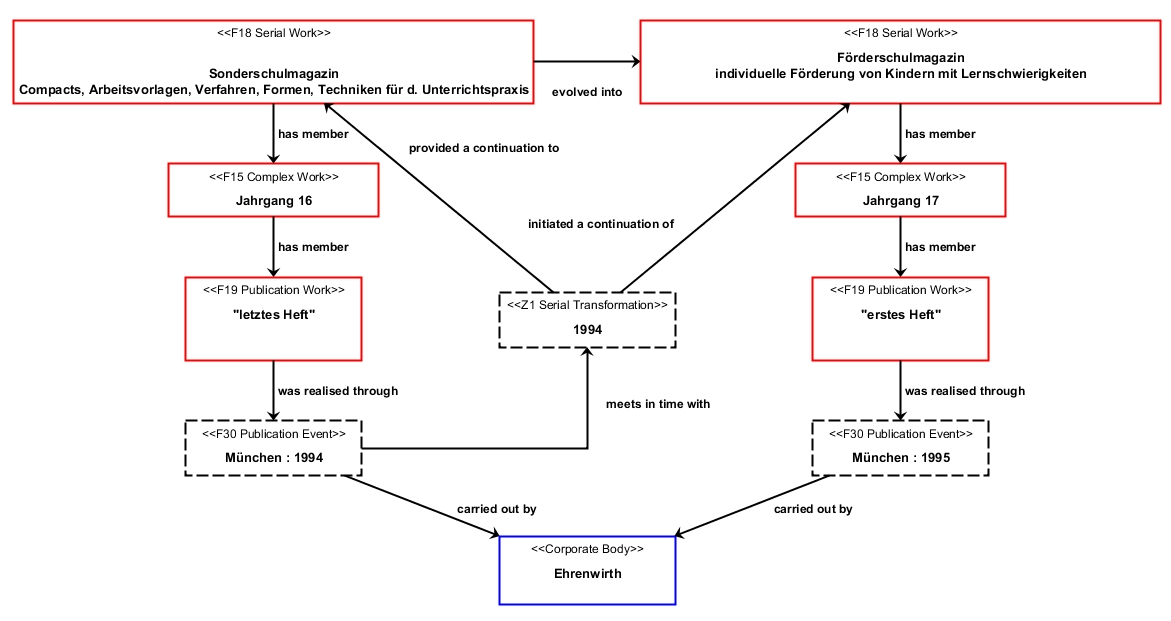 <<F18 Serial Work>>
Sonderschulmagazin
Compacts, Arbeitsvorlagen, Verfahren, Formen, Techniken für d. Unterrichtspraxis
evolved into
<<F18 Serial Work>>
Förderschulmagazin
individuelle Förderung von Kindern mit Lernschwierigkeiten
has member
provided a continuation to
has member
<<F15 Complex Work>>
Jahrgang 16
<<F15 Complex Work>>
Jahrgang 17
initiated a continuation of
has member
has member
<<F19 Publication Work>>
"letztes Heft"
<<Z1 Serial Transformation>>
1994
<<F19 Publication Work>>
"erstes Heft"
was realised through
meets in time with
was realised through
<<F30 Publication Event>>
München : 1994
<<F30 Publication Event>>
München : 1995
carried out by
carried out by
<<Corporate Body>>
Ehrenwirth